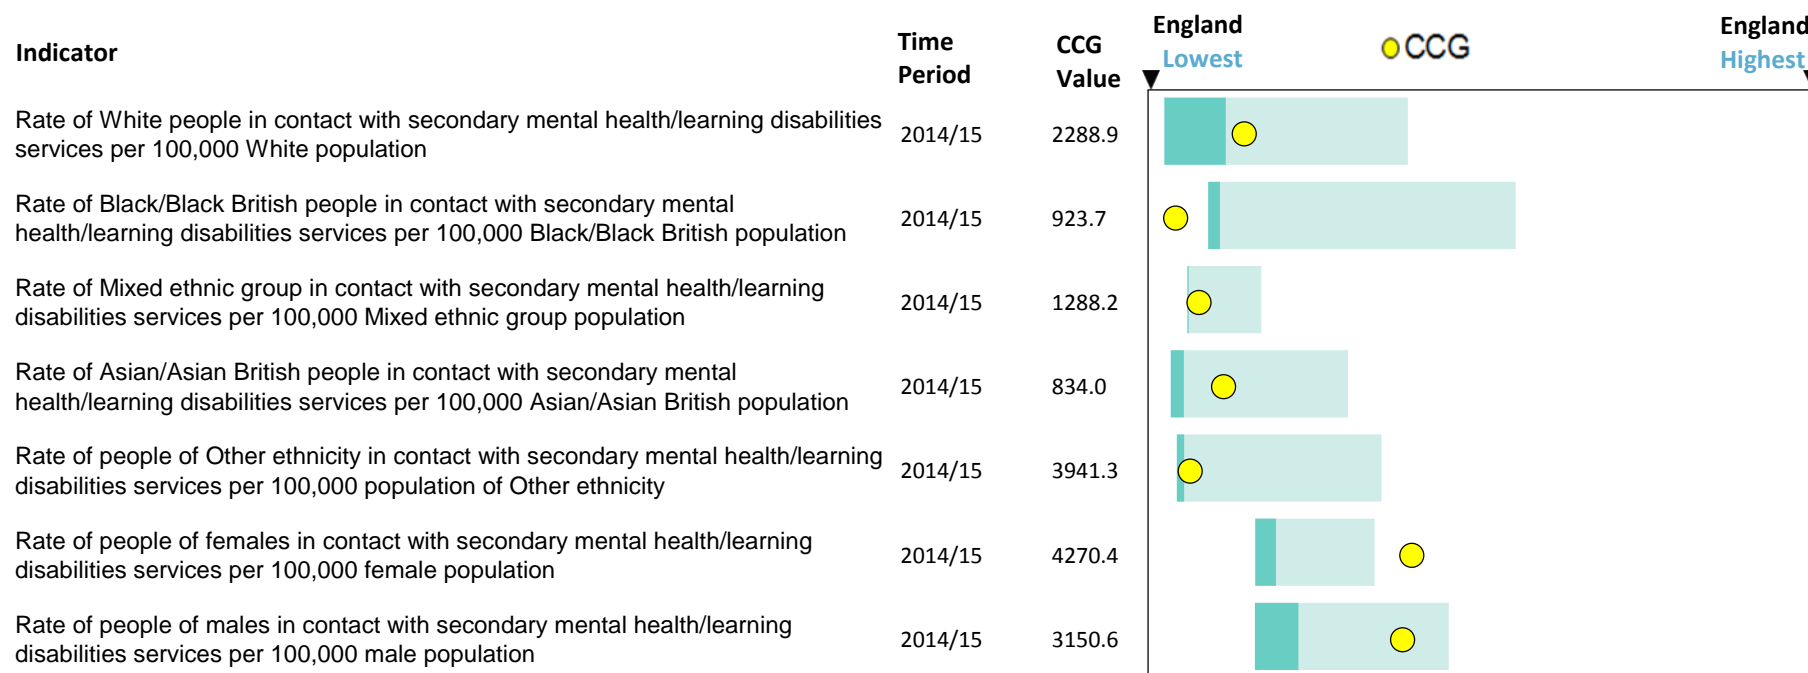 Indicator
Time
Period
CCG
Value
England
Lowest
CCG
England
Highest
Rate of White people in contact with secondary mental health/learning disabilities
services per 100,000 White population
2014/15
2288.9
Rate of Black/Black British people in contact with secondary mental
health/learning disabilities services per 100,000 Black/Black British population
2014/15
923.7
Rate of Mixed ethnic group in contact with secondary mental health/learning
disabilities services per 100,000 Mixed ethnic group population
2014/15
1288.2
Rate of Asian/Asian British people in contact with secondary mental
health/learning disabilities services per 100,000 Asian/Asian British population
2014/15
834.0
Rate of people of Other ethnicity in contact with secondary mental health/learning
disabilities services per 100,000 population of Other ethnicity
2014/15
3941.3
Rate of people of females in contact with secondary mental health/learning
disabilities services per 100,000 female population
2014/15
4270.4
Rate of people of males in contact with secondary mental health/learning
disabilities services per 100,000 male population
2014/15
3150.6